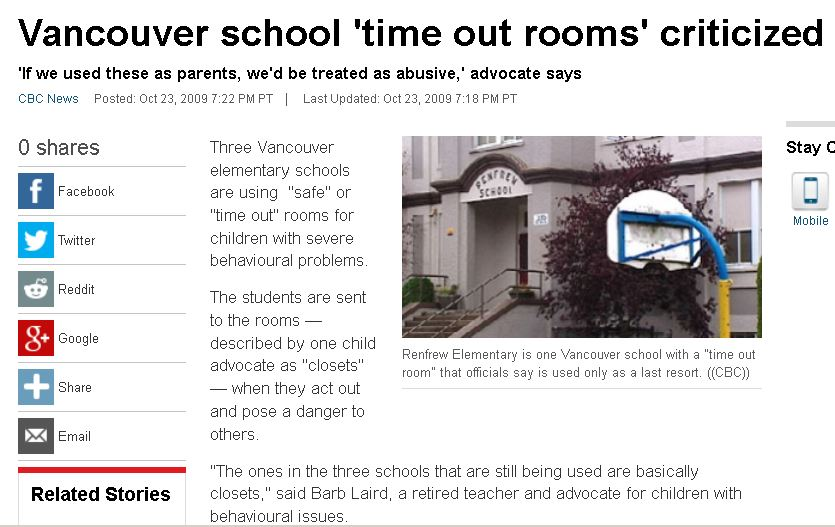 Vancouver school 'time out rooms' criticized
'If we used these as parents, we'd be treated as abusive,' advocate says
CBC News Posted: Oct 23, 2009 7:22 PM PT | Last Updated: Oct 23, 2009 7:18 PM PT
0 shares
Facebook
Twitter
Reddit
Google
Share
Email
Related Stories
Three Vancouver
elementary schools
are using "safe" or
"time out" rooms for
children with severe
behavioural problems.
The students are sent
to the rooms —
described by one child
advocate as "closets"
— when they act out
and pose a danger to
others.
"The ones in the three schools that are still being used are basically
closets," said Barb Laird, a retired teacher and advocate for children with
behavioural issues.
RENFREW
SCHOOL
Renfrew Elementary is one Vancouver school with a "time out
room" that officials say is used only as a last resort. ((CBC))
Stay C
Mobile